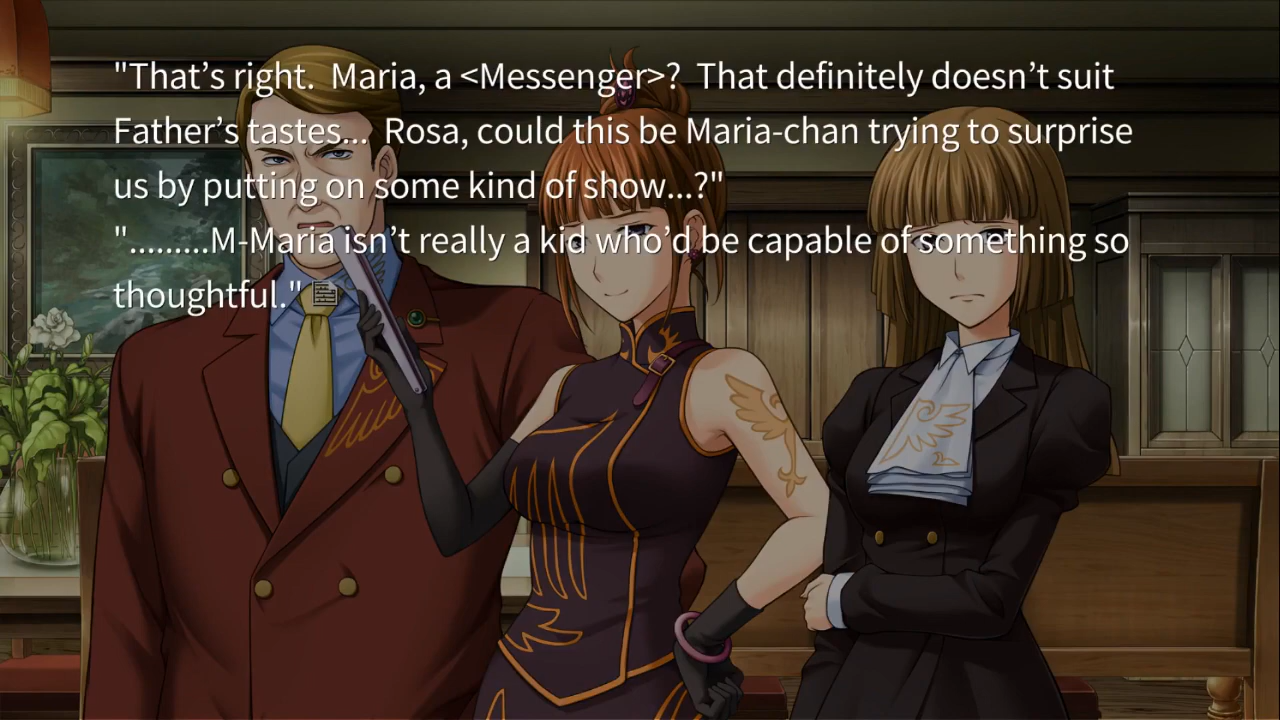 "That’s right.  Maria, a <Messenger>?  That definitely doesn’t suit
Father’s tastes...  Rosa, could this be Maria-chan trying to surprise
us by putting on some kind of show...?"
".........M-Maria isn’t really a kid who’d be capable of something so
thoughtful."